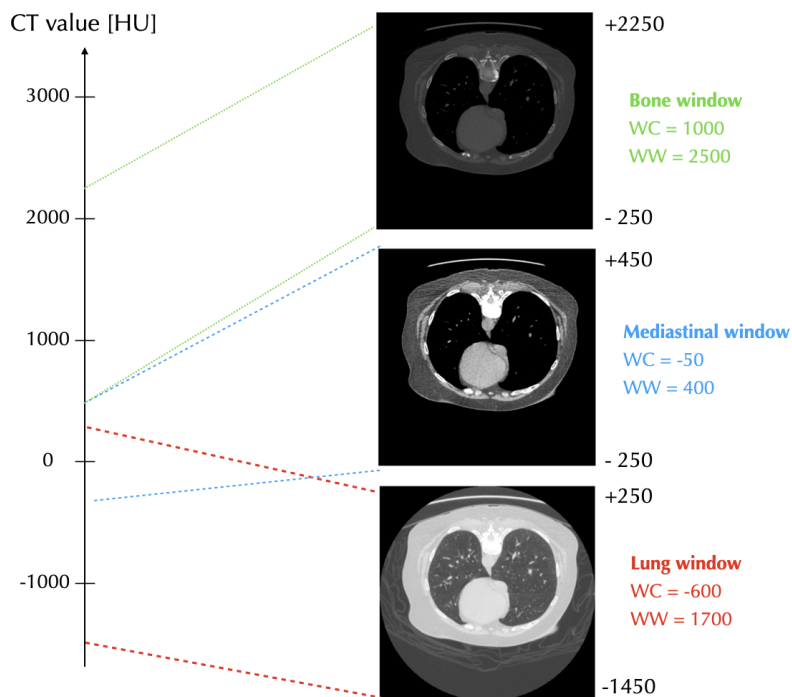 CT value [HU]
3000
2000
1000
0
-1000
+2250
Bone window
WC = 1000
WW = 2500
- 250
+450
Mediastinal window
WC = -50
WW = 400
- 250
+250
Lung window
WC = -600
WW = 1700
-1450